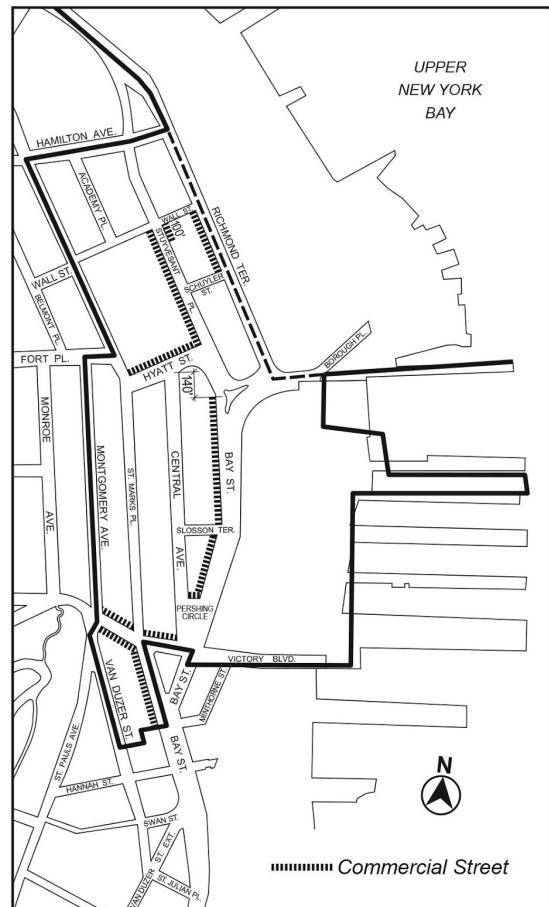 UPPER
NEW YORK
BAY
HAMILTON AVE.
ACADEMY PL.
WALL ST.
100'
RICHMOND TER.
STUYVESANT
PL.
SCHUYLER
ST.
WALL ST.
BELMONT PL.
BOROUGH PL.
FORT PL.
HYATT ST.
140'
MONROE
AVE.
MONTGOMERY AVE.
ST. MARKS PL.
CENTRAL
AVE.
BAY ST.
SLOSSON TER.
PERSHING
CIRCLE
VICTORY BLVD.
VAN DUZER ST.
BAY ST.
MINTHORNE ST.
ST. PAULS AVE.
BAY ST.
HANNAH ST.
SWAN ST.
VAN DUZER ST. EXT.
ST. JULIAN PL.
N
Commercial Street